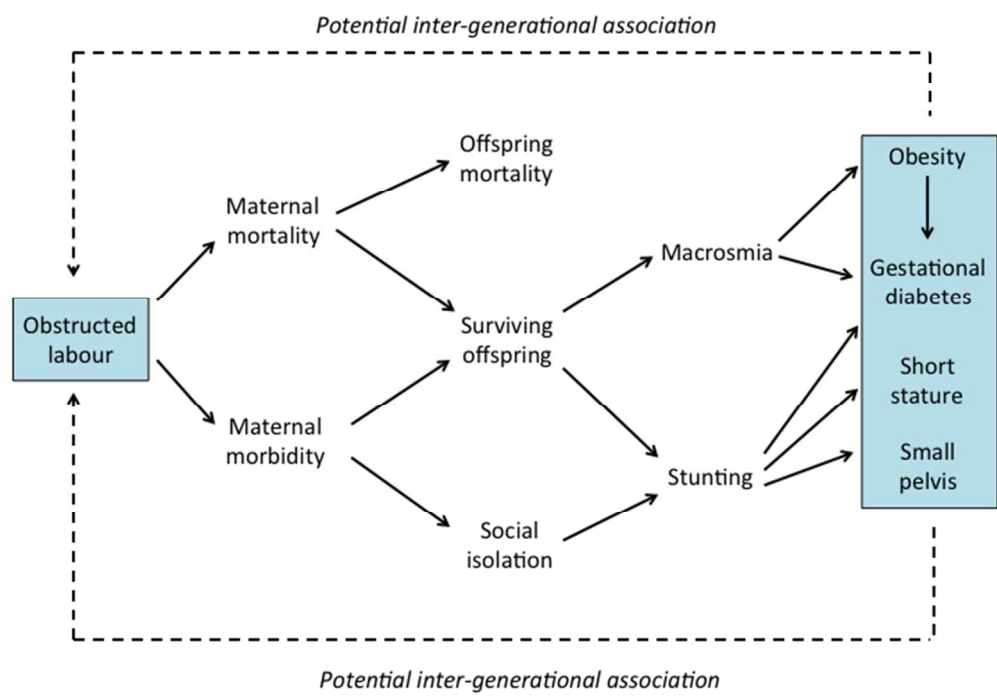 Potential inter-generational association
Offspring
mortality
Obesity
Maternal
mortality
Macrosmia
Gestational
diabetes
Obstructed
labour
Surviving
offspring
Short
stature
Maternal
morbidity
Stunting
Small
pelvis
Social
isolation
Potential inter-generational association